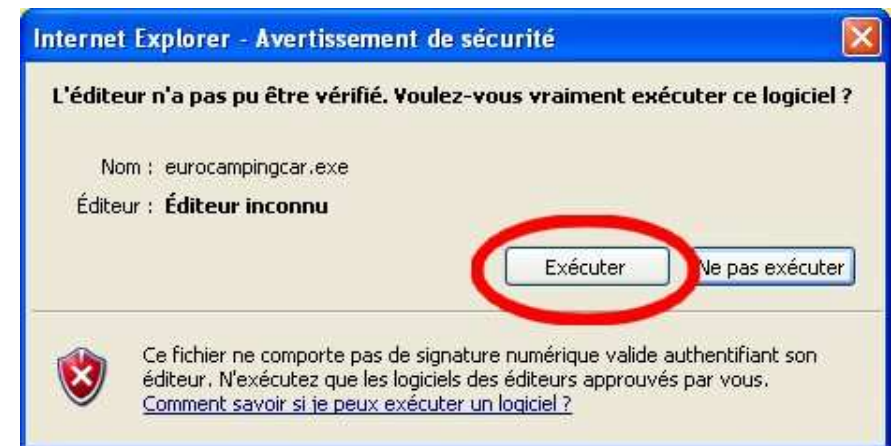 Internet Explorer - Avertissement de sécurité
L'éditeur n'a pas pu être vérifié. Voulez-vous vraiment exécuter ce logiciel ?
Nom : eurocampingcar.exe
Éditeur : Éditeur inconnu
Exécuter
Ne pas exécuter
Ce fichier ne comporte pas de signature numérique valide authentifiant son
éditeur. N'exécutez que les logiciels des éditeurs approuvés par vous.
Comment savoir si je peux exécuter un logiciel ?